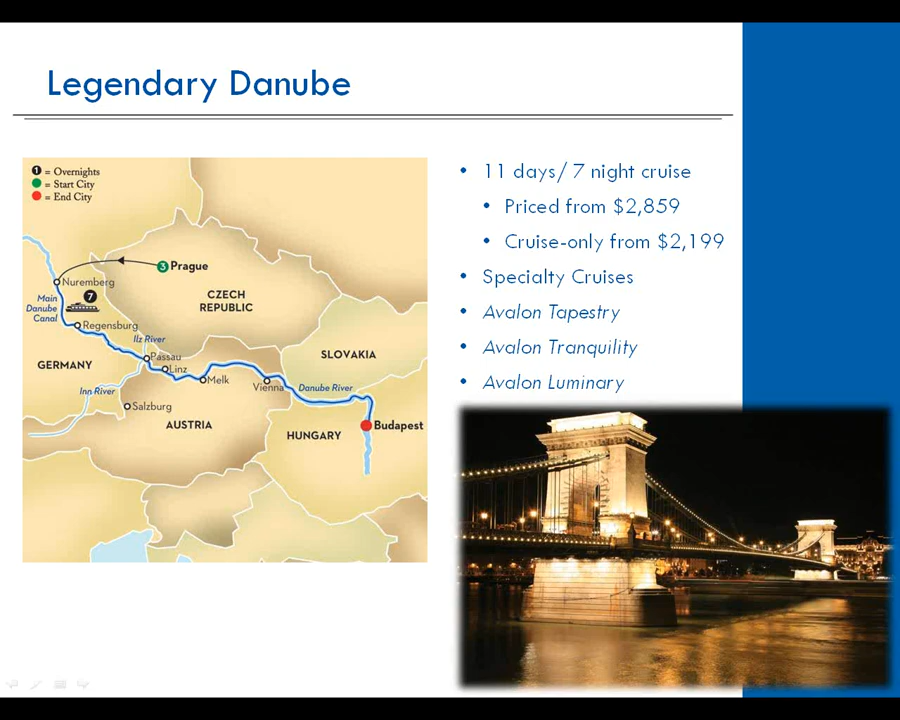 Legendary Danube
1 = Overnights
= Start City
= End City
3 Prague
Nuremberg
7
Main
Danube
Canal
CZECH
REPUBLIC
Regensburg
Ilz River
GERMANY
Passau
Linz
SLOVAKIA
Inn River
Melk
Vienna
Danube River
Salzburg
AUSTRIA
HUNGARY
Budapest
• 11 days/ 7 night cruise
• Priced from $2,859
• Cruise-only from $2,199
• Specialty Cruises
• Avalon Tapestry
• Avalon Tranquility
• Avalon Luminary